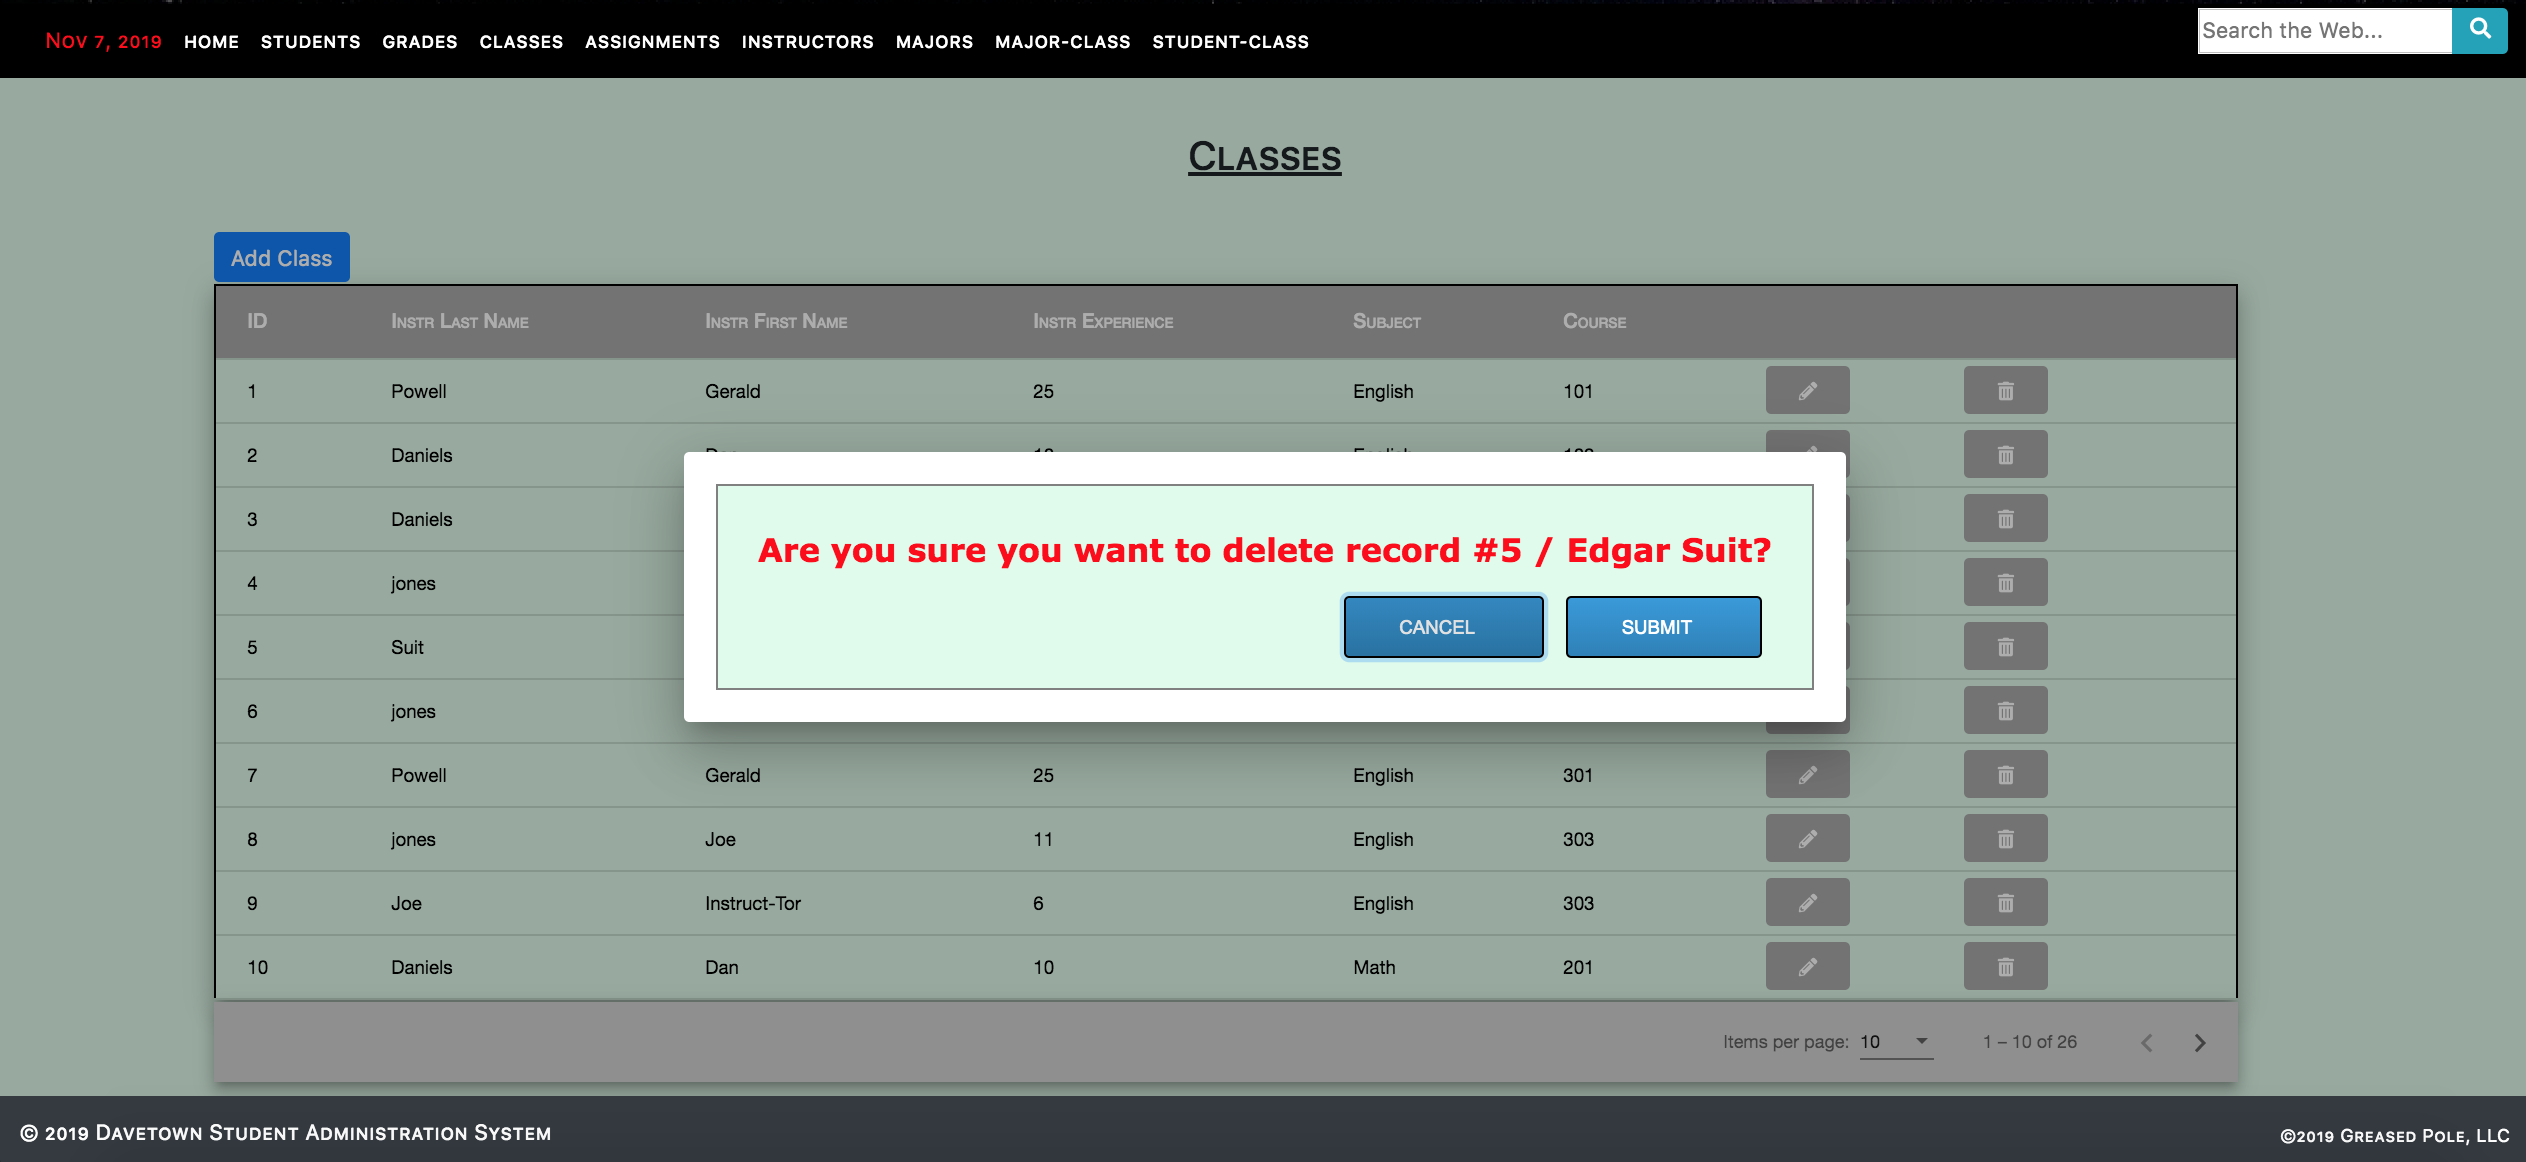 Nov 7, 2019 HOME STUDENTS GRADES CLASSES ASSIGNMENTS INSTRUCTORS MAJORS MAJOR-CLASS STUDENT-CLASS Search the Web...
Classes
Add Class
ID Instr Last Name Instr First Name Instr Experience Subject Course
1 Powell Gerald 25 English 101
2 Daniels
3 Daniels
Are you sure you want to delete record #5 / Edgar Suit?
4 jones
CANCEL SUBMIT
5 Suit
6 jones
7 Powell Gerald 25 English 301
8 jones Joe 11 English 303
9 Joe Instruct-Tor 6 English 303
10 Daniels Dan 10 Math 201
Items per page: 10 1 – 10 of 26
© 2019 Davetown Student Administration System
©2019 Greased Pole, LLC